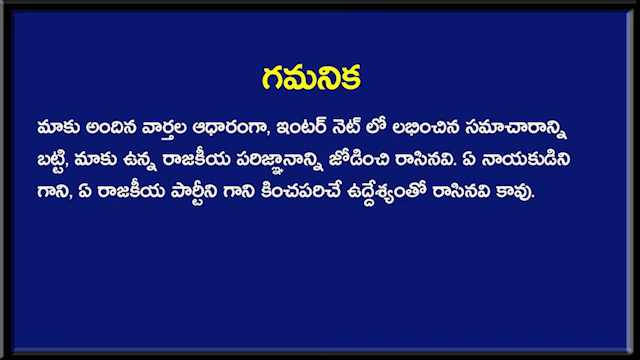 గమనిక
మాకు అందిన వార్తల ఆధారంగా, ఇంటర్ నెట్ లో లభించిన సమాచారాన్ని
బట్టి, మాకు ఉన్న రాజకీయ పరిజ్ఞానాన్ని జోడించి రాసినవి. ఏ నాయకుడిని
గాని, ఏ రాజకీయ పార్టీని గాని కించపరిచే ఉద్దేశ్యంతో రాసినవి కావు.